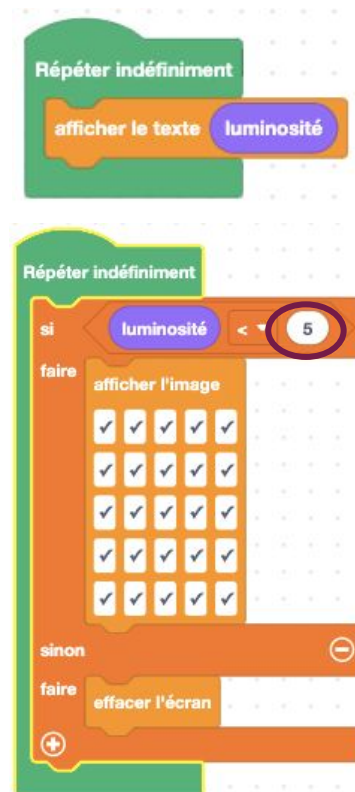 Répéter indéfiniment
afficher le texte luminosité
Répéter indéfiniment
si luminosité < 5
faire
afficher l'image
sinon
faire
effacer l'écran